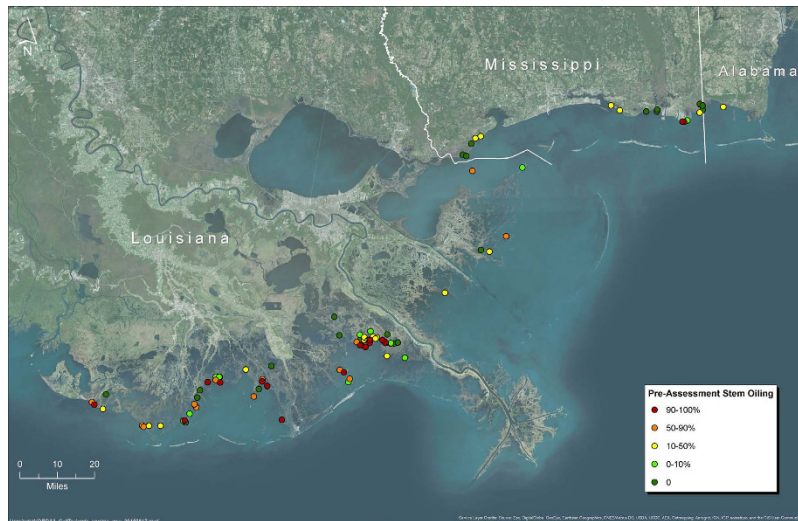 N
Mississippi
Alabama
Louisiana
Pre-Assessment Stem Oiling
90-100%
50-90%
10-50%
0-10%
0
0 10 20
Miles